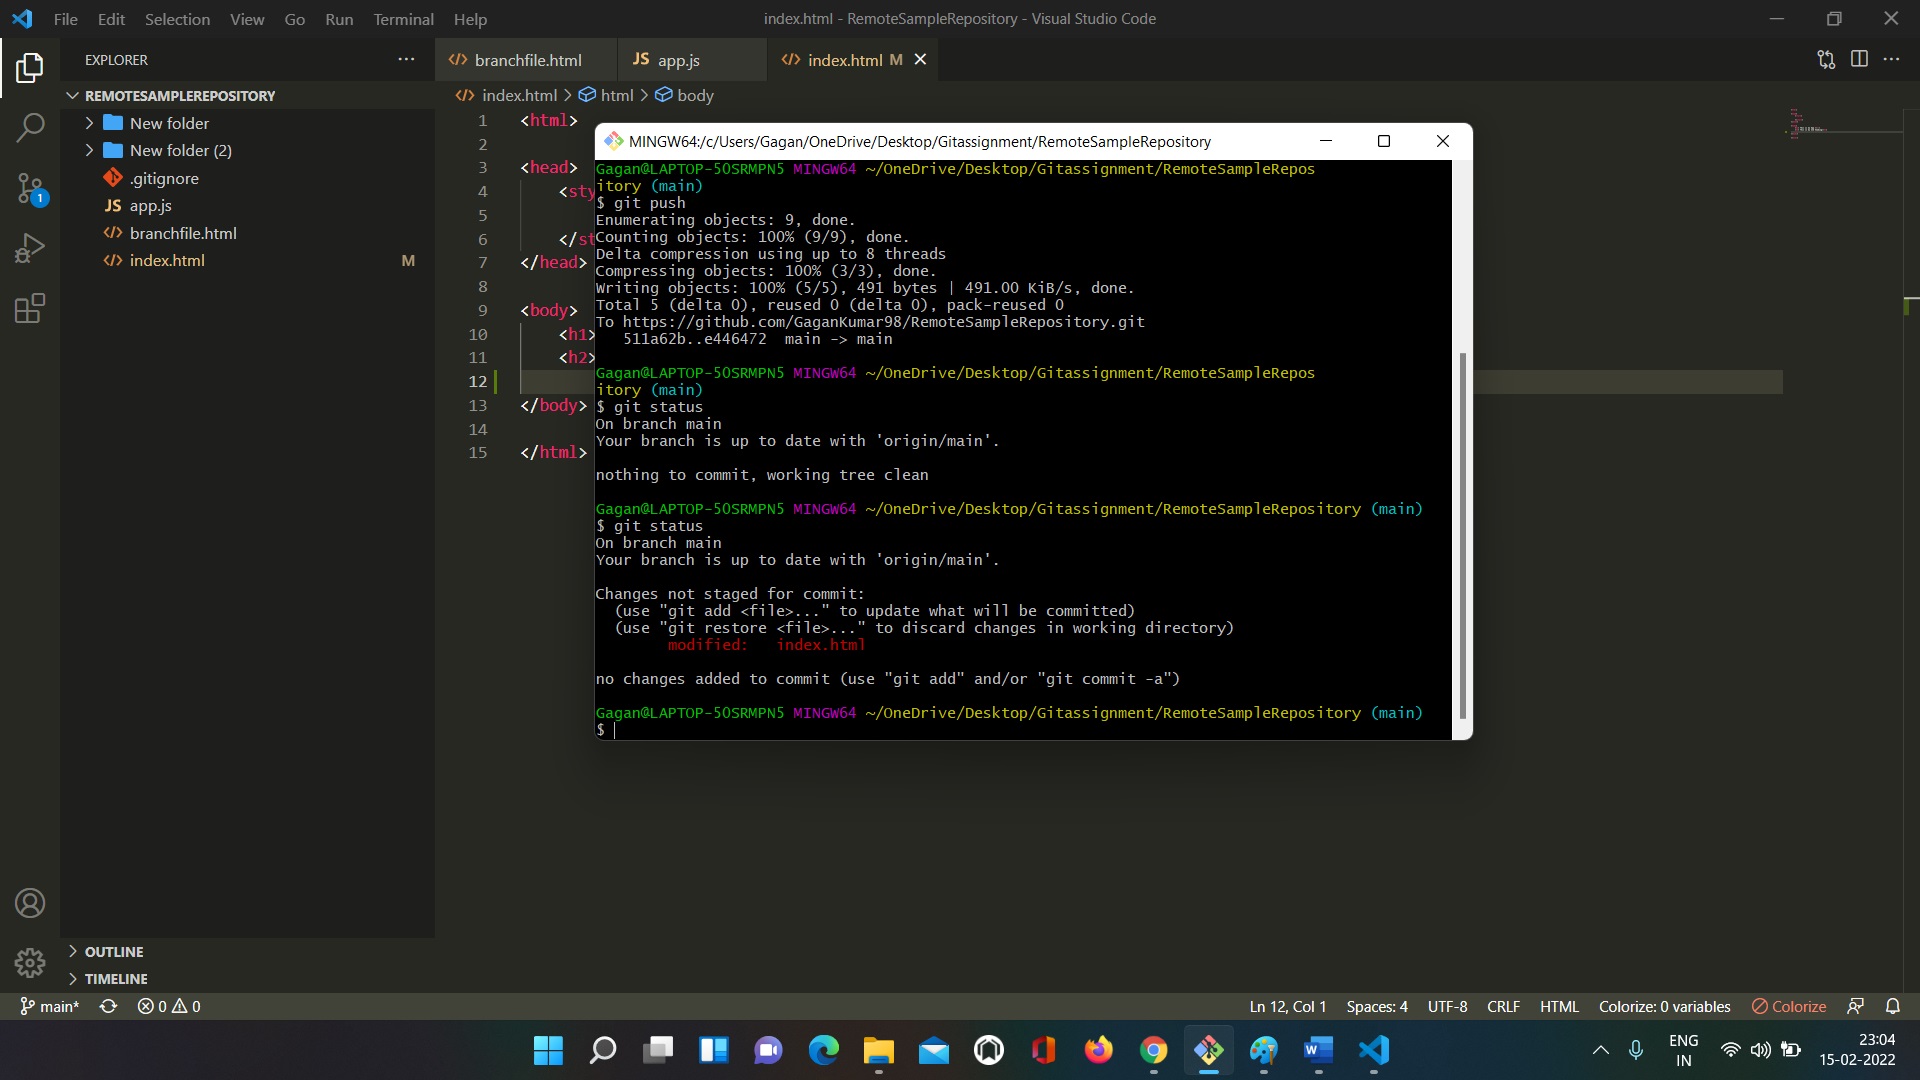 File Edit Selection View Go Run Terminal Help
index.html - RemoteSampleRepository - Visual Studio Code
EXPLORER
REMOTESAMPLEREPOSITORY
New folder
New folder (2)
.gitignore
JS app.js
branchfile.html
index.html M
1
branchfile.html
JS app.js
index.html M
index.html > html > body
1 <html>
2
3 <head>
4 <sty
5
6 </st
7 </head>
8
9 <body>
10 <h1>
11 <h2>
12
13 </body>
14
15 </html>
MINGW64:/c/Users/Gagan/OneDrive/Desktop/Gitassignment/RemoteSampleRepository
Gagan@LAPTOP-5OSRMPN5 MINGW64 ~/OneDrive/Desktop/Gitassignment/RemoteSampleRepos
itory (main)
$ git push
Enumerating objects: 9, done.
Counting objects: 100% (9/9), done.
Delta compression using up to 8 threads
Compressing objects: 100% (3/3), done.
Writing objects: 100% (5/5), 491 bytes | 491.00 KiB/s, done.
Total 5 (delta 0), reused 0 (delta 0), pack-reused 0
To https://github.com/GaganKumar98/RemoteSampleRepository.git
511a62b..e446472 main -> main
Gagan@LAPTOP-5OSRMPN5 MINGW64 ~/OneDrive/Desktop/Gitassignment/RemoteSampleRepos
itory (main)
$ git status
On branch main
Your branch is up to date with 'origin/main'.
nothing to commit, working tree clean
Gagan@LAPTOP-5OSRMPN5 MINGW64 ~/OneDrive/Desktop/Gitassignment/RemoteSampleRepository (main)
$ git status
On branch main
Your branch is up to date with 'origin/main'.
Changes not staged for commit:
(use "git add <file>..." to update what will be committed)
(use "git restore <file>..." to discard changes in working directory)
modified: index.html
no changes added to commit (use "git add" and/or "git commit -a")
Gagan@LAPTOP-5OSRMPN5 MINGW64 ~/OneDrive/Desktop/Gitassignment/RemoteSampleRepository (main)
$
OUTLINE
TIMELINE
main* 0 0
Ln 12, Col 1 Spaces: 4 UTF-8 CRLF HTML Colorize: 0 variables Colorize
ENG
IN
23:04
15-02-2022